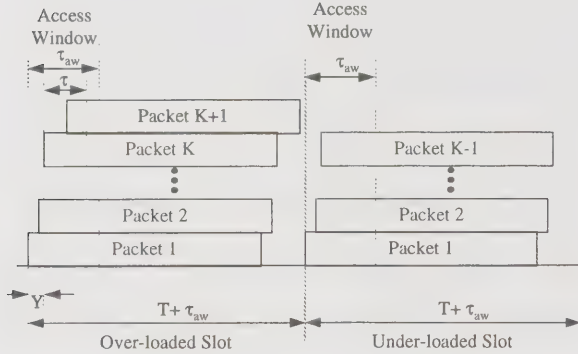 Access
Window
τaw
τ
Packet K+1
Packet K
Packet 2
Packet 1
Y
T+ τaw
Over-loaded Slot
Access
Window
τaw
Packet K-1
Packet 2
Packet 1
T+ τaw
Under-loaded Slot